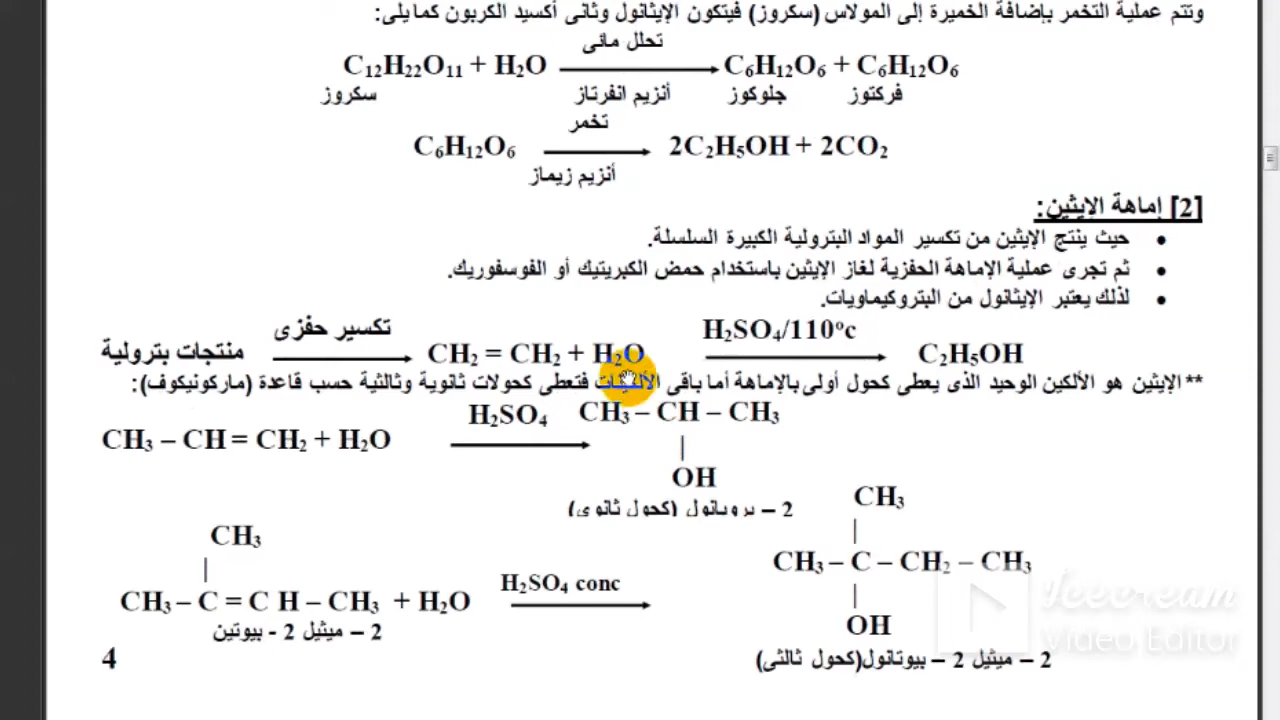 وتتم عملية التخمر بإضافة الخميرة إلى المولاس (سكروز) فيتكون الإيثانول وثانى أكسيد الكربون كمايلى:
تحلل مائى
C₁₂H₂₂O₁₁ + H₂O ⟶ C₆H₁₂O₆ + C₆H₁₂O₆
سكروز أنزيم انفرتاز جلوكوز فركتوز
تخمر
C₆H₁₂O₆ ⟶ 2C₂H₅OH + 2CO₂
أنزيم زيماز
[2] إماهة الإيثين:
• حيث ينتج الإيثين من تكسير المواد البترولية الكبيرة السلسلة.
• ثم تجرى عملية الإماهة الحفزية لغاز الإيثين باستخدام حمض الكبريتيك أو الفوسفوريك.
• لذلك يعتبر الإيثانول من البتروكيماويات.
تكسير حفزى H₂SO₄/110ᵒc
منتجات بترولية ⟶ CH₂ = CH₂ + H₂O ⟶ C₂H₅OH
** الإيثين هو الألكين الوحيد الذى يعطى كحول أولى بالإماهة أما باقى الألكينات فتعطى كحولات ثانوية وثالثية حسب قاعدة (ماركونيكوف):
H₂SO₄ CH₃ – CH – CH₃
CH₃ – CH = CH₂ + H₂O ⟶
|
OH
2 – بروبانول (كحول ثانوى)
CH₃ CH₃
| |
CH₃ – C = C H – CH₃ + H₂O ⟶ CH₃ – C – CH₂ – CH₃
H₂SO₄ conc |
OH
2 – ميثيل 2 - بيوتين
2 – ميثيل 2 – بيوتانول(كحول ثالثى)
4
Icecream
Video Editor